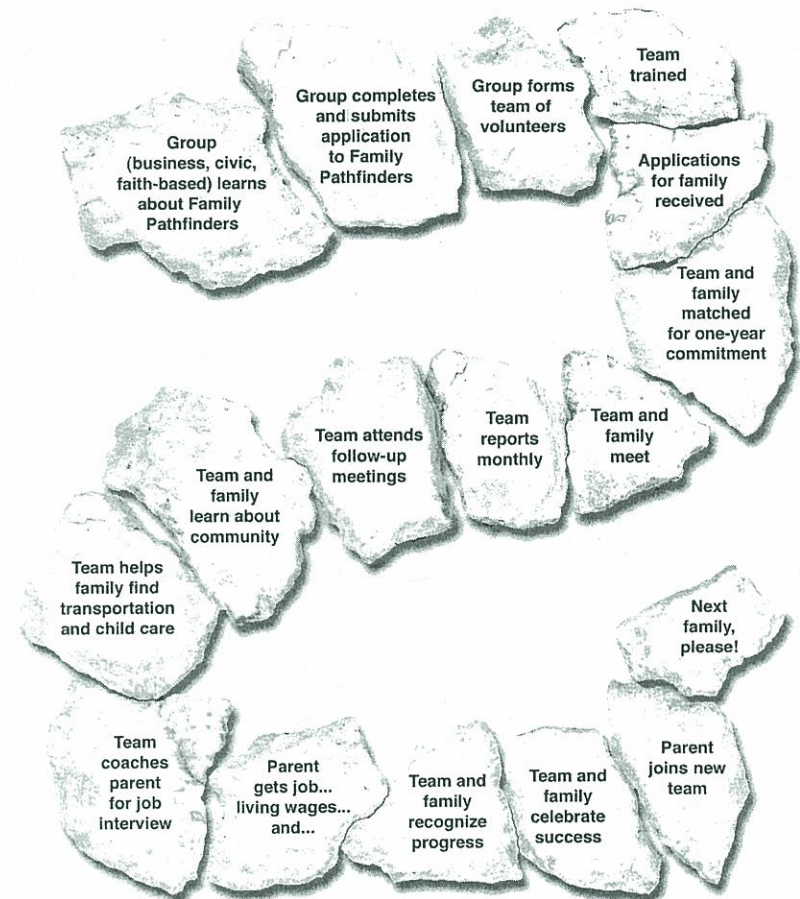 Group
(business, civic,
faith-based) learns
about Family
Pathfinders
Group completes
and submits
application
to Family
Pathfinders
Group forms
team of
volunteers
Team
trained
Applications
for family
received
Team and
family
matched
for one-year
commitment
Team and
family
meet
Team
reports
monthly
Team attends
follow-up
meetings
Team and
family
learn about
community
Team helps
family find
transportation
and child care
Team
coaches
parent
for job
interview
Parent
gets job...
living wages...
and...
Team and
family
recognize
progress
Team and
family
celebrate
success
Parent
joins new
team
Next
family,
please!